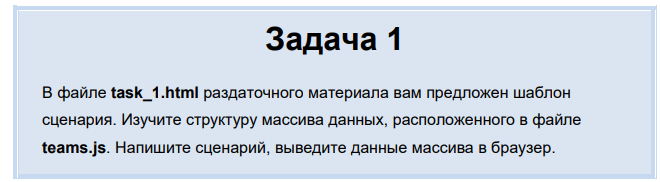 Задача 1
В файле task_1.html раздаточного материала вам предложен шаблон
сценария. Изучите структуру массива данных, расположенного в файле
teams.js. Напишите сценарий, выведите данные массива в браузер.